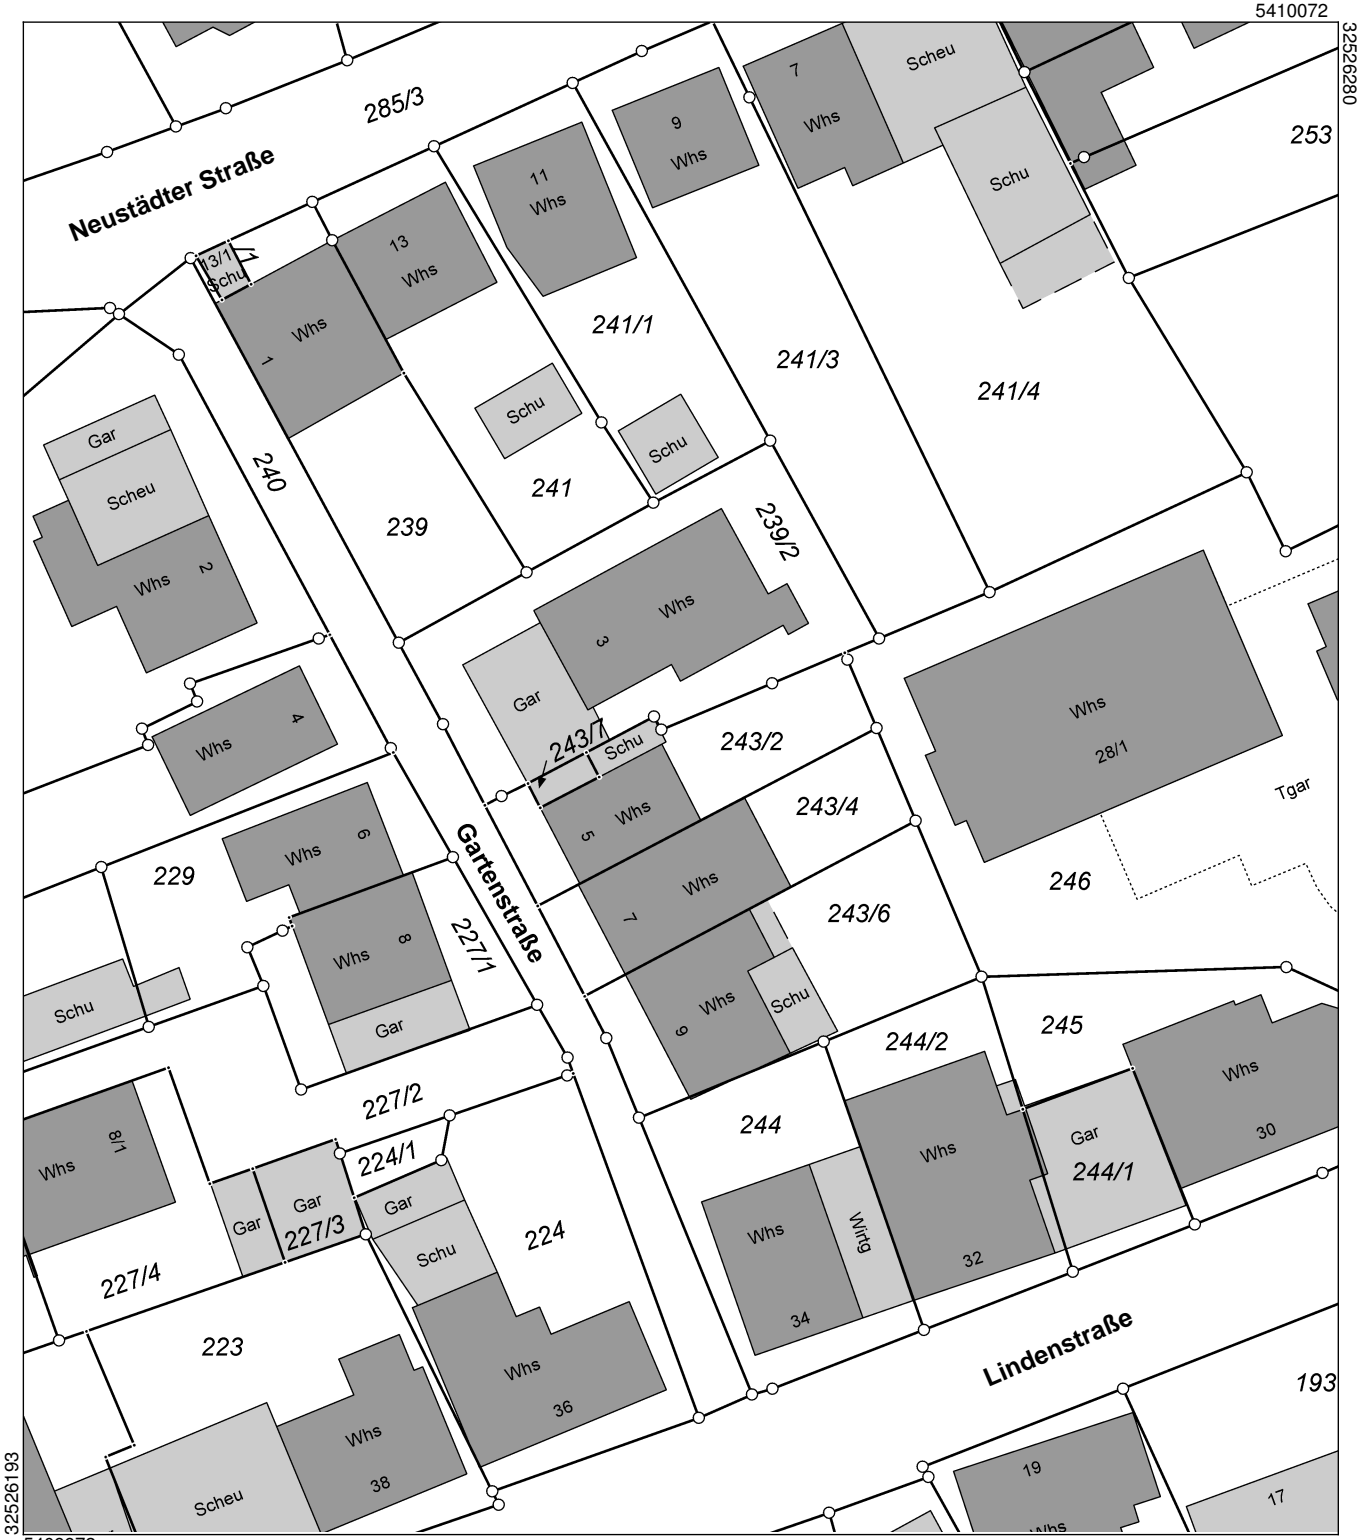 5410072
32526280
285/3
Neustädter Straße
7
Whs
Scheu
9
Whs
11
Whs
253
Schu
13/1
Schu
/1
13
Whs
Whs
1
241/1
241/3
241/4
Gar
Scheu
Whs
2
240
Schu
Schu
241
239
239/2
Whs
3
Gar
Whs
4
243/7
Schu
243/2
Whs
28/1
Tgar
Whs
5
243/4
Whs
6
Gartenstraße
229
Whs
7
246
243/6
Whs
8
227/1
Whs
9
Schu
Schu
Gar
244/2
245
Whs
30
227/2
244
Whs
Gar
244/1
8/1
Whs
224/1
Gar
Gar
Gar
227/3
224
Schu
Whs
34
Wirtg
32
227/4
223
Lindenstraße
Whs
36
193
Whs
38
Scheu
19
Whs
17
32526193